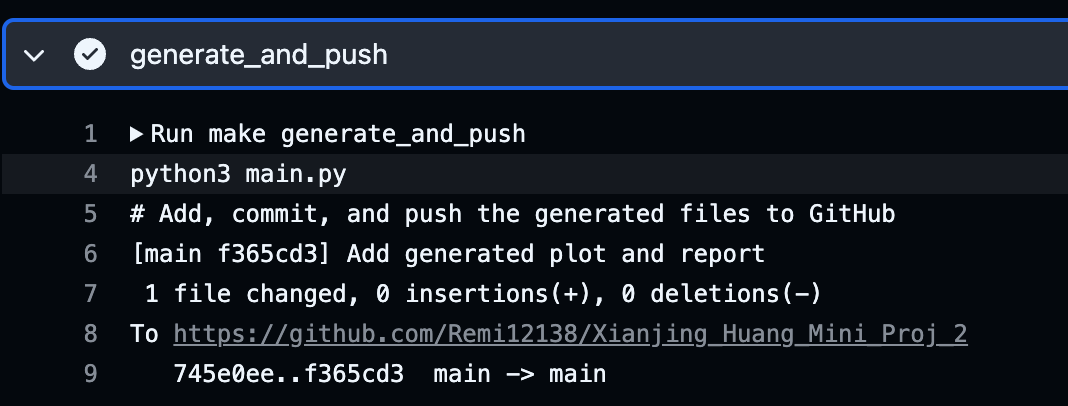 generate_and_push
1 ▶Run make generate_and_push
4 python3 main.py
5 # Add, commit, and push the generated files to GitHub
6 [main f365cd3] Add generated plot and report
7  1 file changed, 0 insertions(+), 0 deletions(-)
8 To https://github.com/Remi12138/Xianjing_Huang_Mini_Proj_2
9    745e0ee..f365cd3  main -> main